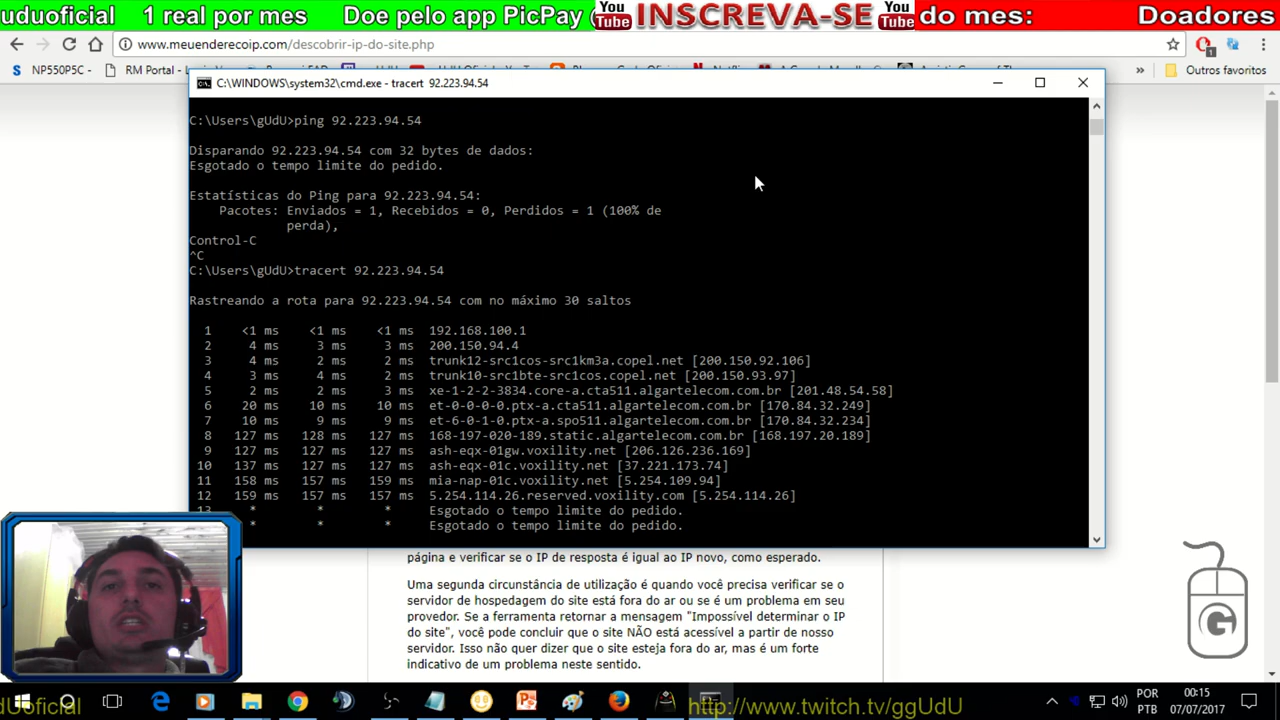 uduoficial 1 real por mes Doe pelo app PicPay You Tube INSCREVA-SE You Tube do mes: Doadores
www.meuenderecoip.com/descobrir-ip-do-site.php
NP550P5C - RM Portal - Outros favoritos
C:\WINDOWS\system32\cmd.exe - tracert 92.223.94.54
C:\Users\gUdU>ping 92.223.94.54
Disparando 92.223.94.54 com 32 bytes de dados:
Esgotado o tempo limite do pedido.
Estatísticas do Ping para 92.223.94.54:
Pacotes: Enviados = 1, Recebidos = 0, Perdidos = 1 (100% de
perda),
Control-C
^C
C:\Users\gUdU>tracert 92.223.94.54
Rastreando a rota para 92.223.94.54 com no máximo 30 saltos
1 <1 ms <1 ms <1 ms 192.168.100.1
2 4 ms 3 ms 3 ms 200.150.94.4
3 4 ms 2 ms 2 ms trunk12-src1cos-src1km3a.copel.net [200.150.92.106]
4 3 ms 4 ms 2 ms trunk10-src1bte-src1cos.copel.net [200.150.93.97]
5 2 ms 2 ms 3 ms xe-1-2-2-3834.core-a.cta511.algartelecom.com.br [201.48.54.58]
6 20 ms 10 ms 10 ms et-0-0-0-0.ptx-a.cta511.algartelecom.com.br [170.84.32.249]
7 10 ms 9 ms 9 ms et-6-0-1-0.ptx-a.spo511.algartelecom.com.br [170.84.32.234]
8 127 ms 128 ms 127 ms 168-197-020-189.static.algartelecom.com.br [168.197.20.189]
9 127 ms 127 ms 127 ms ash-eqx-01gw.voxility.net [206.126.236.169]
10 137 ms 127 ms 127 ms ash-eqx-01c.voxility.net [37.221.173.74]
11 158 ms 157 ms 159 ms mia-nap-01c.voxility.net [5.254.109.94]
12 159 ms 157 ms 157 ms 5.254.114.26.reserved.voxility.com [5.254.114.26]
13 * * * Esgotado o tempo limite do pedido.
* * Esgotado o tempo limite do pedido.
página e verificar se o IP de resposta é igual ao IP novo, como esperado.
Uma segunda circunstância de utilização é quando você precisa verificar se o
servidor de hospedagem do site está fora do ar ou se é um problema em seu
provedor. Se a ferramenta retornar a mensagem "Impossível determinar o IP
do site", você pode concluir que o site NÃO está acessível a partir de nosso
servidor. Isso não quer dizer que o site esteja fora do ar, mas é um forte
indicativo de um problema neste sentido.
G
POR
PTB
00:15
07/07/2017
oficial http://www.twitch.tv/ggUdU